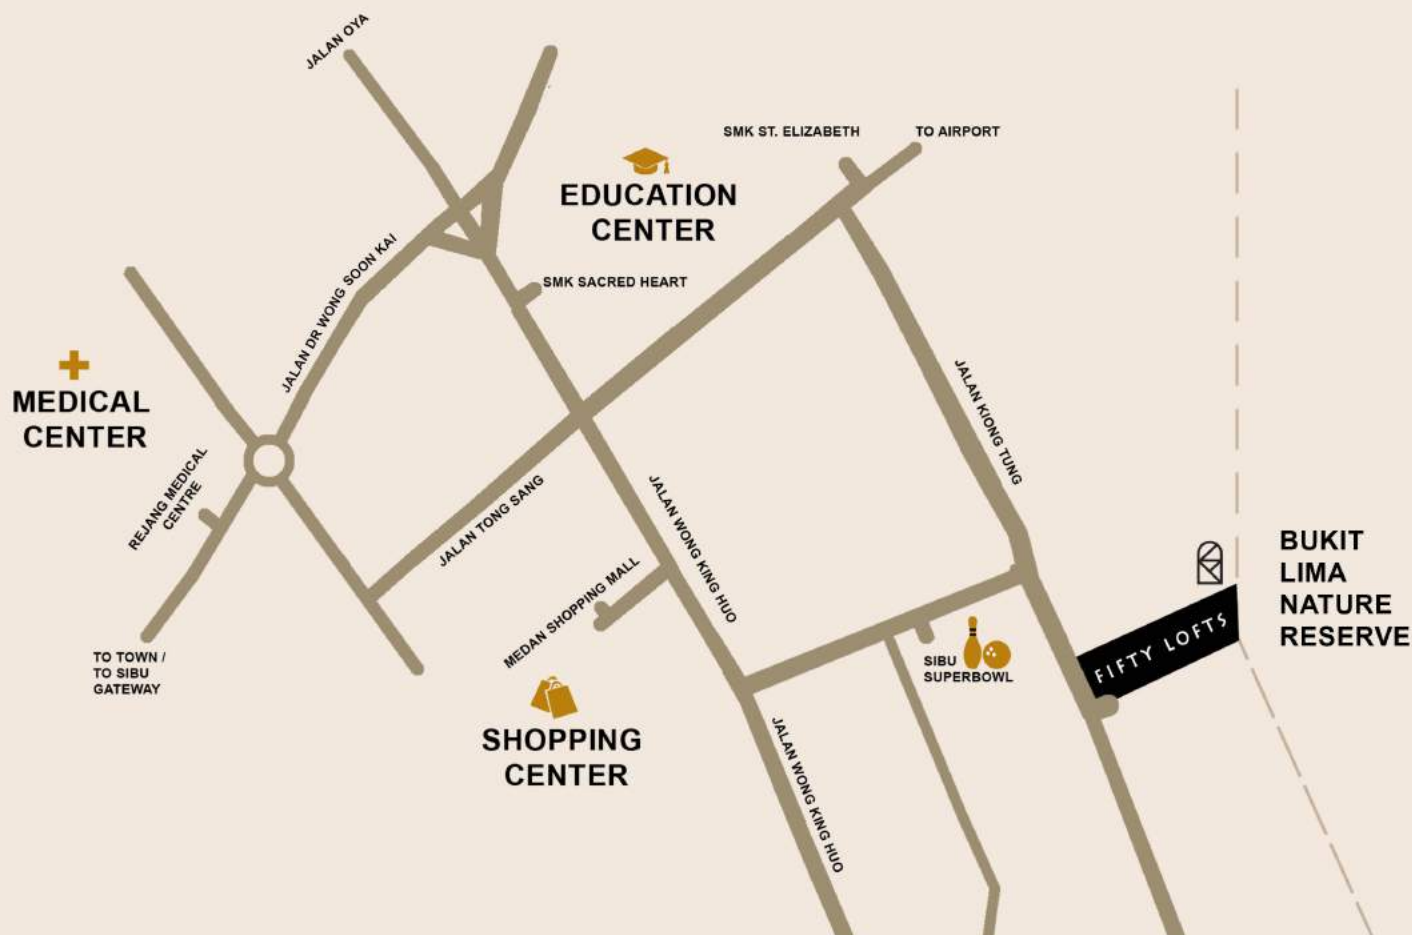 JALAN OYA
SMK ST. ELIZABETH
TO AIRPORT
EDUCATION
CENTER
JALAN DR WONG SOON KAI
SMK SACRED HEART
MEDICAL
CENTER
JALAN KIONG TUNG
REJANG MEDICAL
CENTRE
JALAN TONG SANG
JALAN WONG KING HUO
BUKIT
LIMA
NATURE
RESERVE
MEDAN SHOPPING MALL
FIFTY LOFTS
TO TOWN /
TO SIBU
GATEWAY
SIBU
SUPERBOWL
SHOPPING
CENTER
JALAN WONG KING HUO